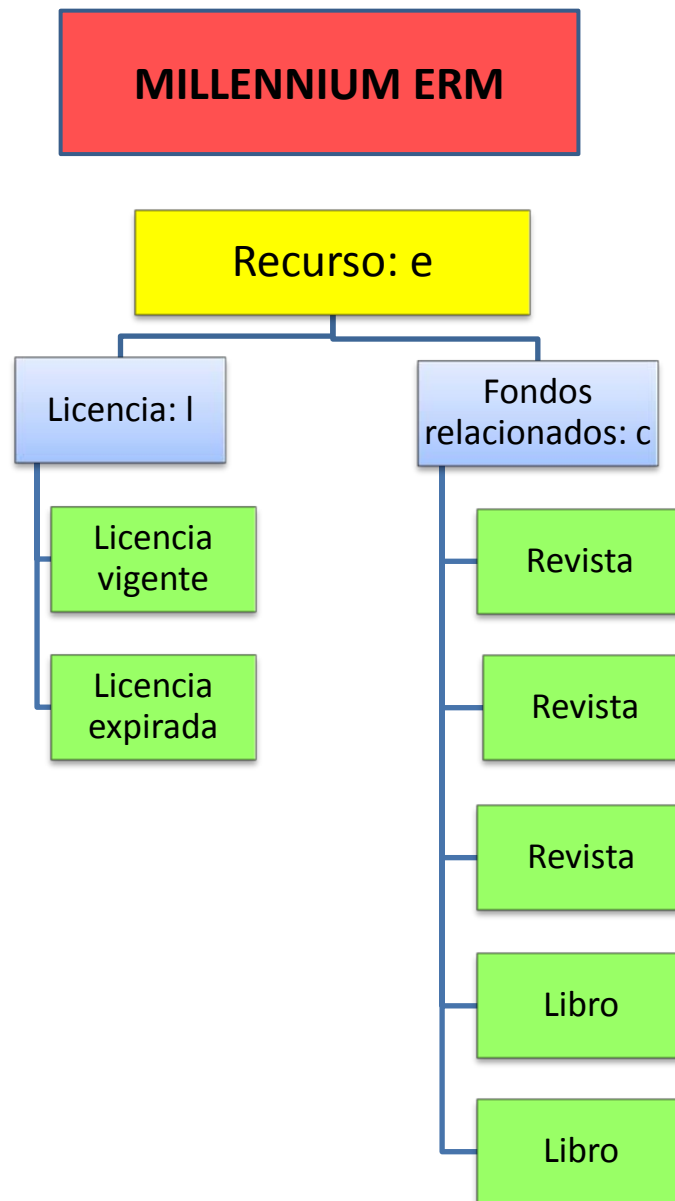 MILLENNIUM ERM
Recurso: e
Licencia: l
Fondos
relacionados: c
Licencia
vigente
Licencia
expirada
Revista
Revista
Revista
Libro
Libro